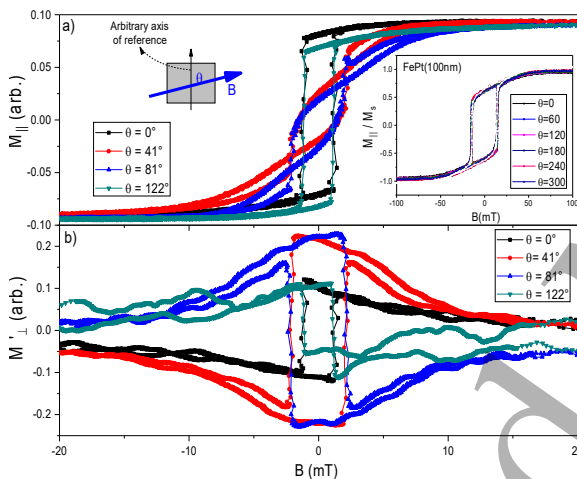 a)
Arbitrary axis
of reference
θ
B
M|| (arb.)
0.10
0.05
0.00
-0.05
-0.10
θ = 0°
θ = 41°
θ = 81°
θ = 122°
FePt(100nm)
M|| / Ms
1.0
0.5
0.0
-0.5
-1.0
θ=0
θ=60
θ=120
θ=180
θ=240
θ=300
-100 -50 0 50 100
B(mT)
b)
M'⊥ (arb.)
0.2
0.1
0.0
-0.1
-0.2
θ = 0°
θ = 41°
θ = 81°
θ = 122°
-20 -10 0 10 20
B (mT)